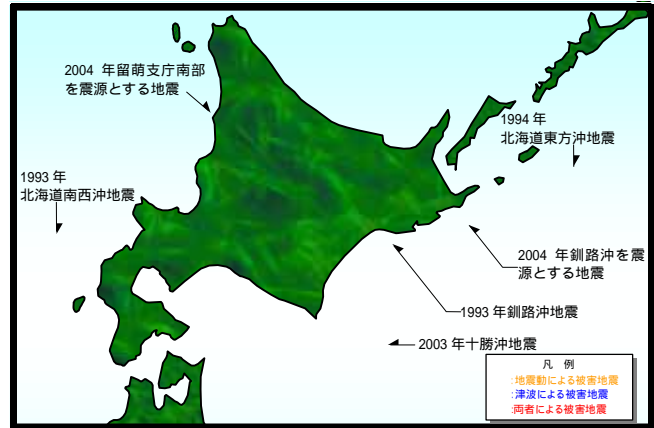 2004 年留萌支庁南部
を震源とする地震
1994 年
北海道東方沖地震
1993 年
北海道南西沖地震
2004 年釧路沖を震
源とする地震
1993 年釧路沖地震
2003 年十勝沖地震
凡 例
:地震動による被害地震
:津波による被害地震
:両者による被害地震